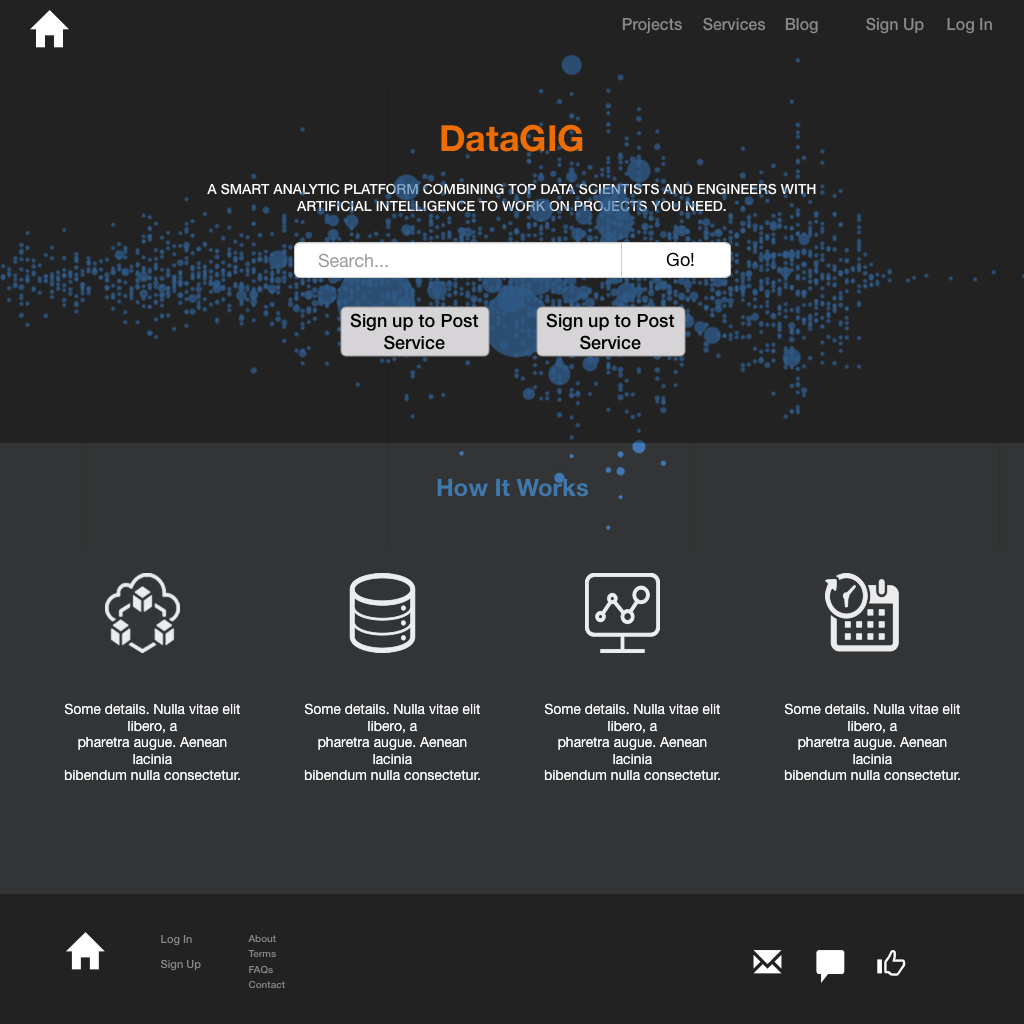 Projects Services Blog Sign Up Log In
DataGIG
A SMART ANALYTIC PLATFORM COMBINING TOP DATA SCIENTISTS AND ENGINEERS WITH
ARTIFICIAL INTELLIGENCE TO WORK ON PROJECTS YOU NEED.
Search... Go!
Sign up to Post
Service
Sign up to Post
Service
How It Works
Some details. Nulla vitae elit
libero, a
pharetra augue. Aenean
lacinia
bibendum nulla consectetur.
Some details. Nulla vitae elit
libero, a
pharetra augue. Aenean
lacinia
bibendum nulla consectetur.
Some details. Nulla vitae elit
libero, a
pharetra augue. Aenean
lacinia
bibendum nulla consectetur.
Some details. Nulla vitae elit
libero, a
pharetra augue. Aenean
lacinia
bibendum nulla consectetur.
Log In
Sign Up
About
Terms
FAQs
Contact